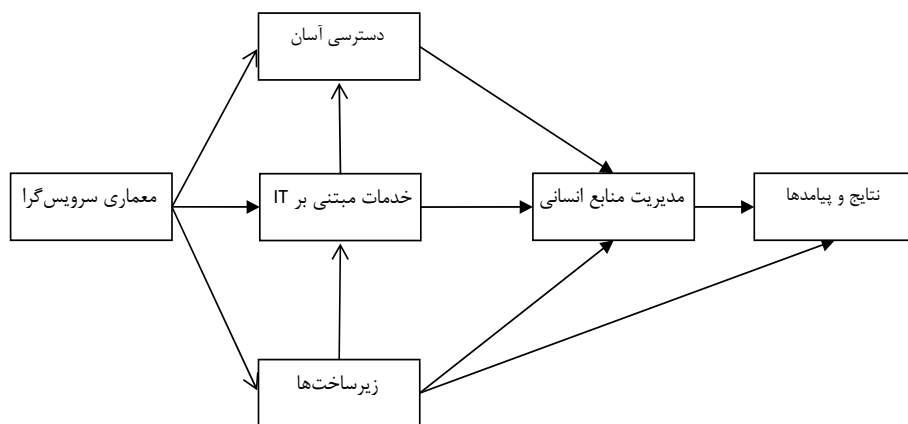 دسترسی آسان
معماری سرویس‌گرا
خدمات مبتنی بر IT
مدیریت منابع انسانی
نتایج و پیامدها
زیرساخت‌ها